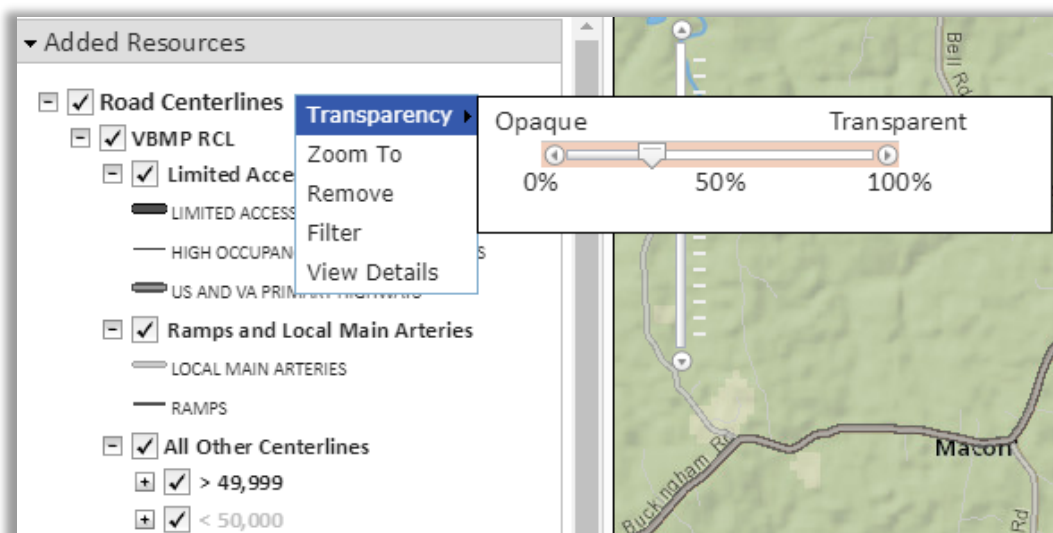 Added Resources
Road Centerlines
VBMP RCL
Limited Acce
LIMITED ACCESS
HIGH OCCUPAN S
US AND VA PRIMARY HIGHWAYS
Ramps and Local Main Arteries
LOCAL MAIN ARTERIES
RAMPS
All Other Centerlines
> 49,999
< 50,000
Transparency
Zoom To
Remove
Filter
View Details
Opaque Transparent
0% 50% 100%
Bell Rd
Buckingham Rd
Macon
Rd